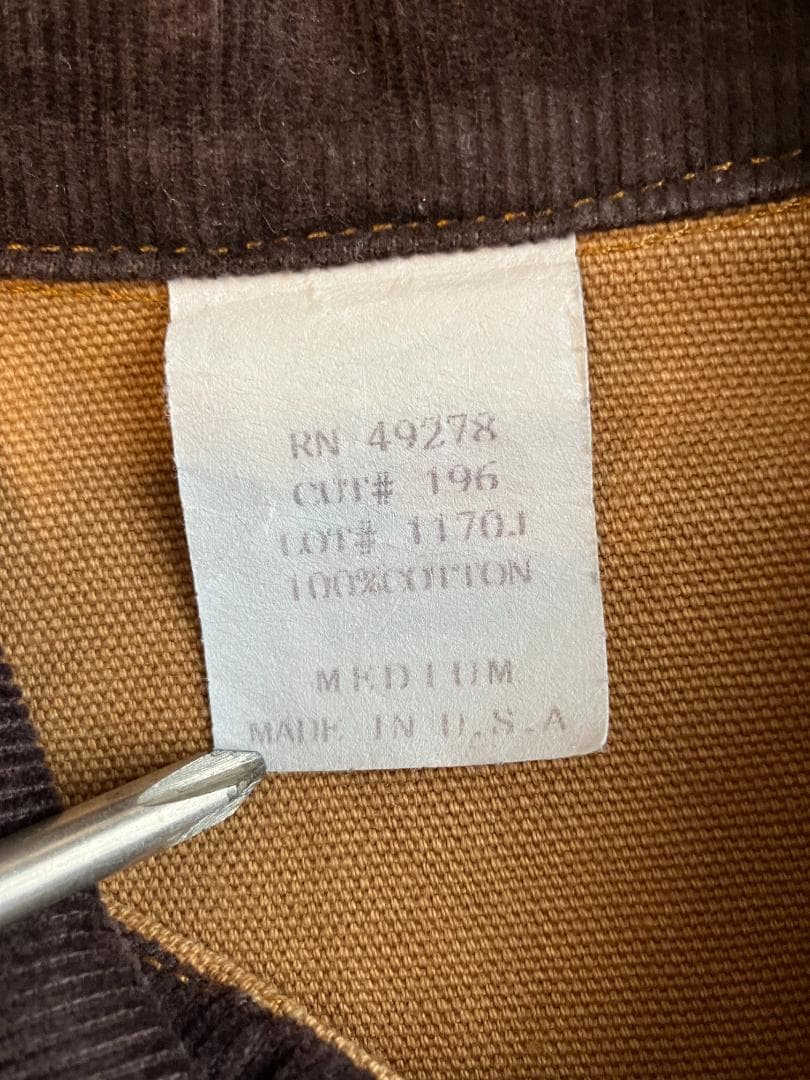 RN 49278
CUT# 196
LOT# 1170J
100%COTTON
MEDIUM
MADE IN U.S.A